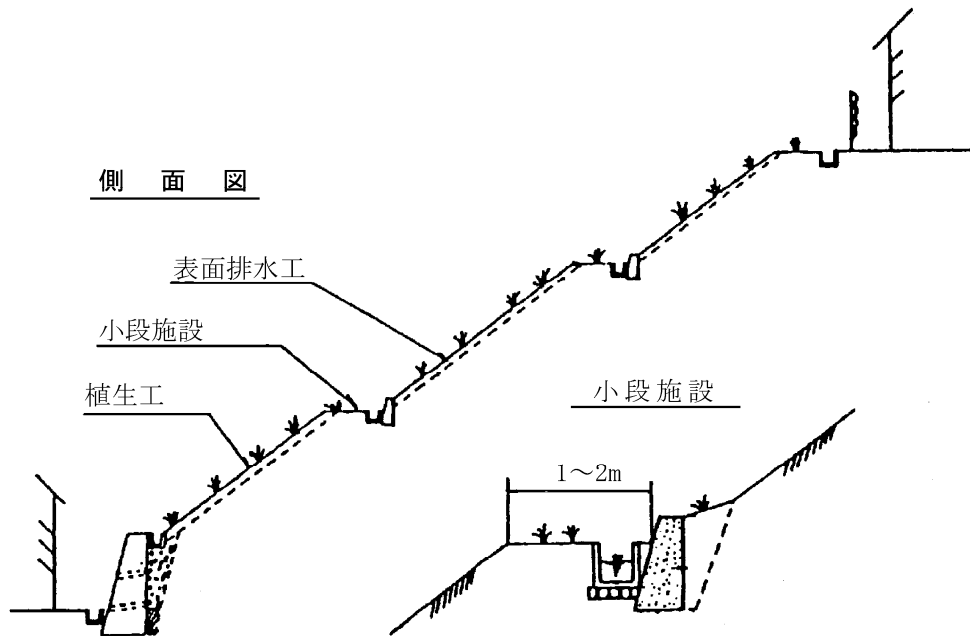 側面図
表面排水工
小段施設
植生工
小段施設
1～2m